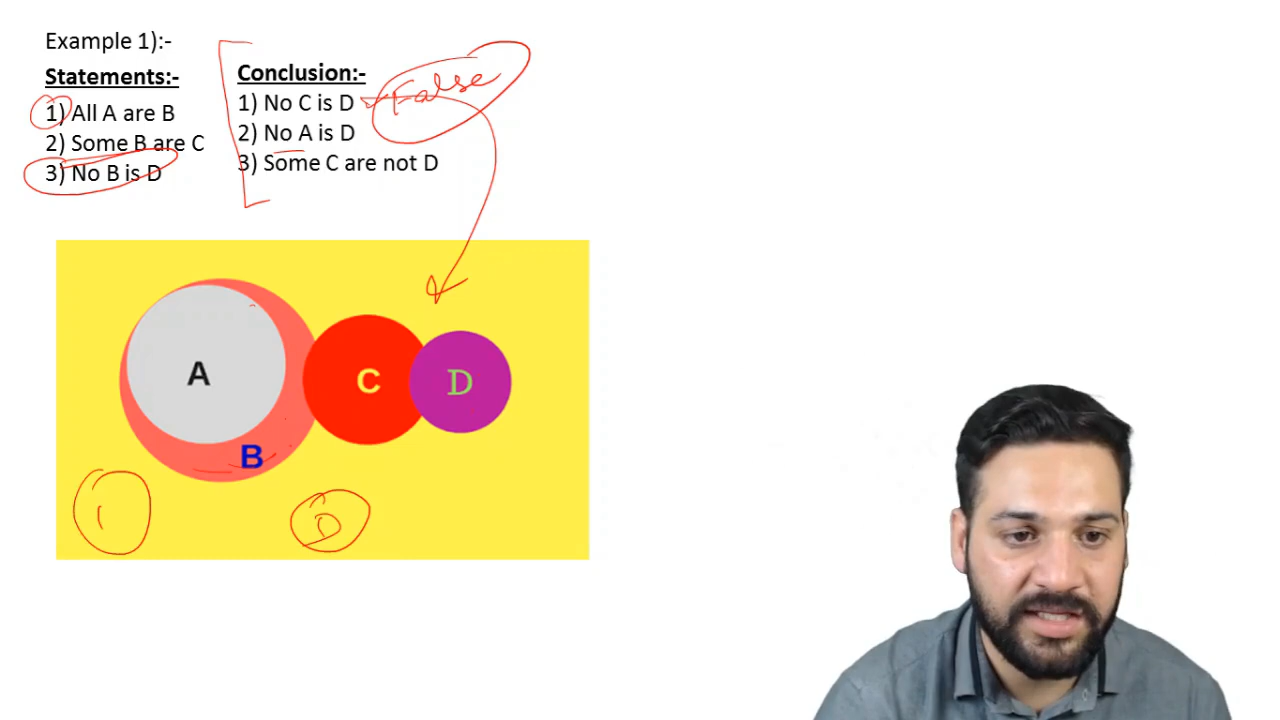 Example 1):-
Statements:-
1) All A are B
2) Some B are C
3) No B is D
Conclusion:-
1) No C is D
False
2) No A is D
3) Some C are not D
A
B
C
D
1
D